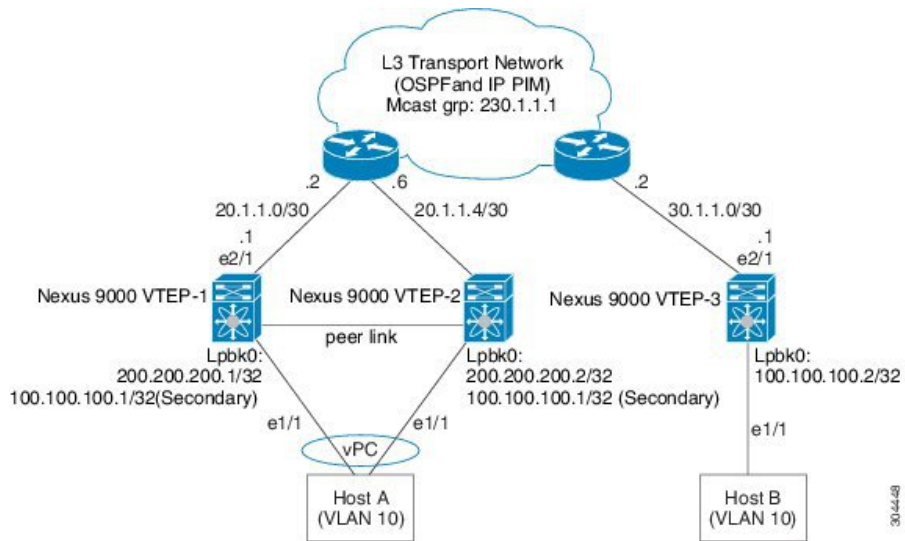 L3 Transport Network
(OSPFand IP PIM)
Mcast grp: 230.1.1.1
.2
.6
.2
20.1.1.0/30
20.1.1.4/30
30.1.1.0/30
.1
e2/1
.1
e2/1
Nexus 9000 VTEP-1
Nexus 9000 VTEP-2
Nexus 9000 VTEP-3
peer link
Lpbk0:
200.200.200.1/32
100.100.100.1/32(Secondary)
Lpbk0:
200.200.200.2/32
100.100.100.1/32 (Secondary)
Lpbk0:
100.100.100.2/32
e1/1
e1/1
e1/1
vPC
Host A
(VLAN 10)
Host B
(VLAN 10)
304448